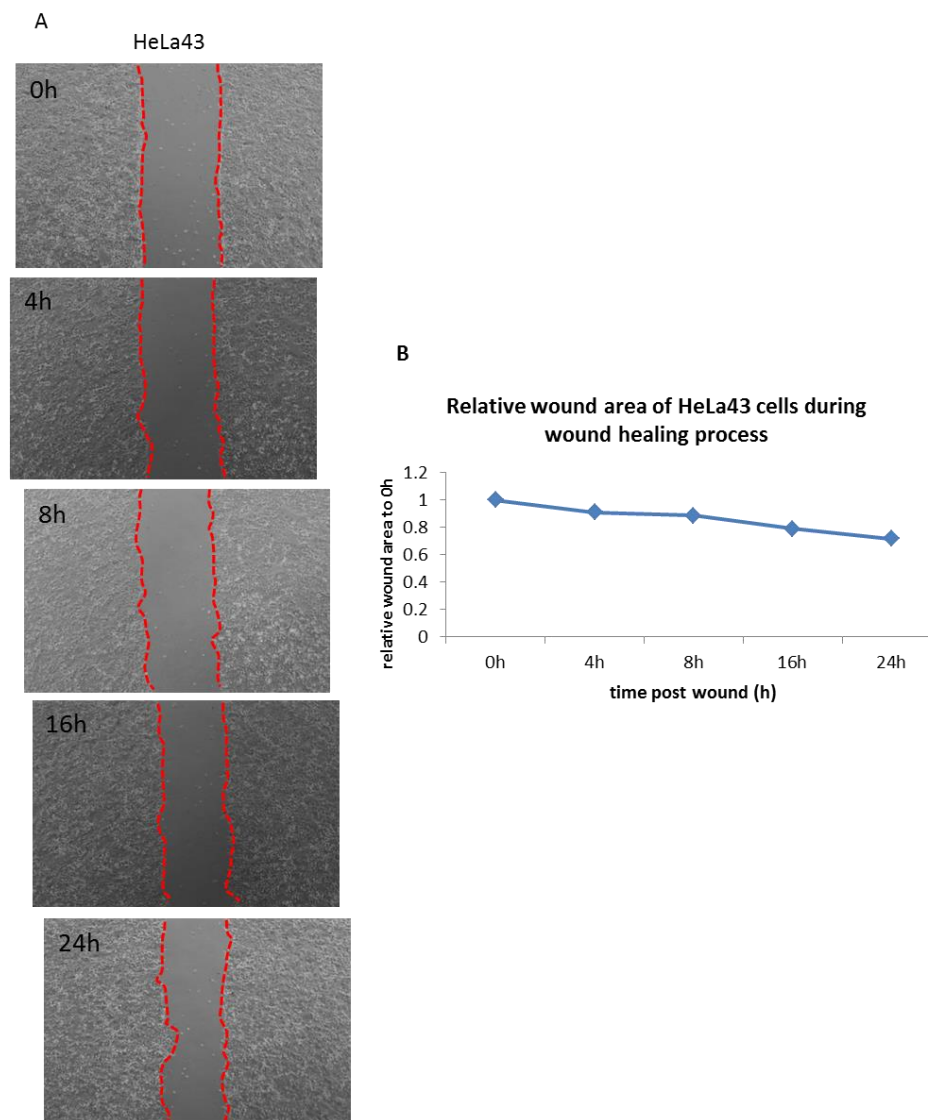 A
HeLa43
0h
4h
8h
16h
24h
B
Relative wound area of HeLa43 cells during
wound healing process
relative wound area to 0h
1.2
1
0.8
0.6
0.4
0.2
0
0h 4h 8h 16h 24h
time post wound (h)